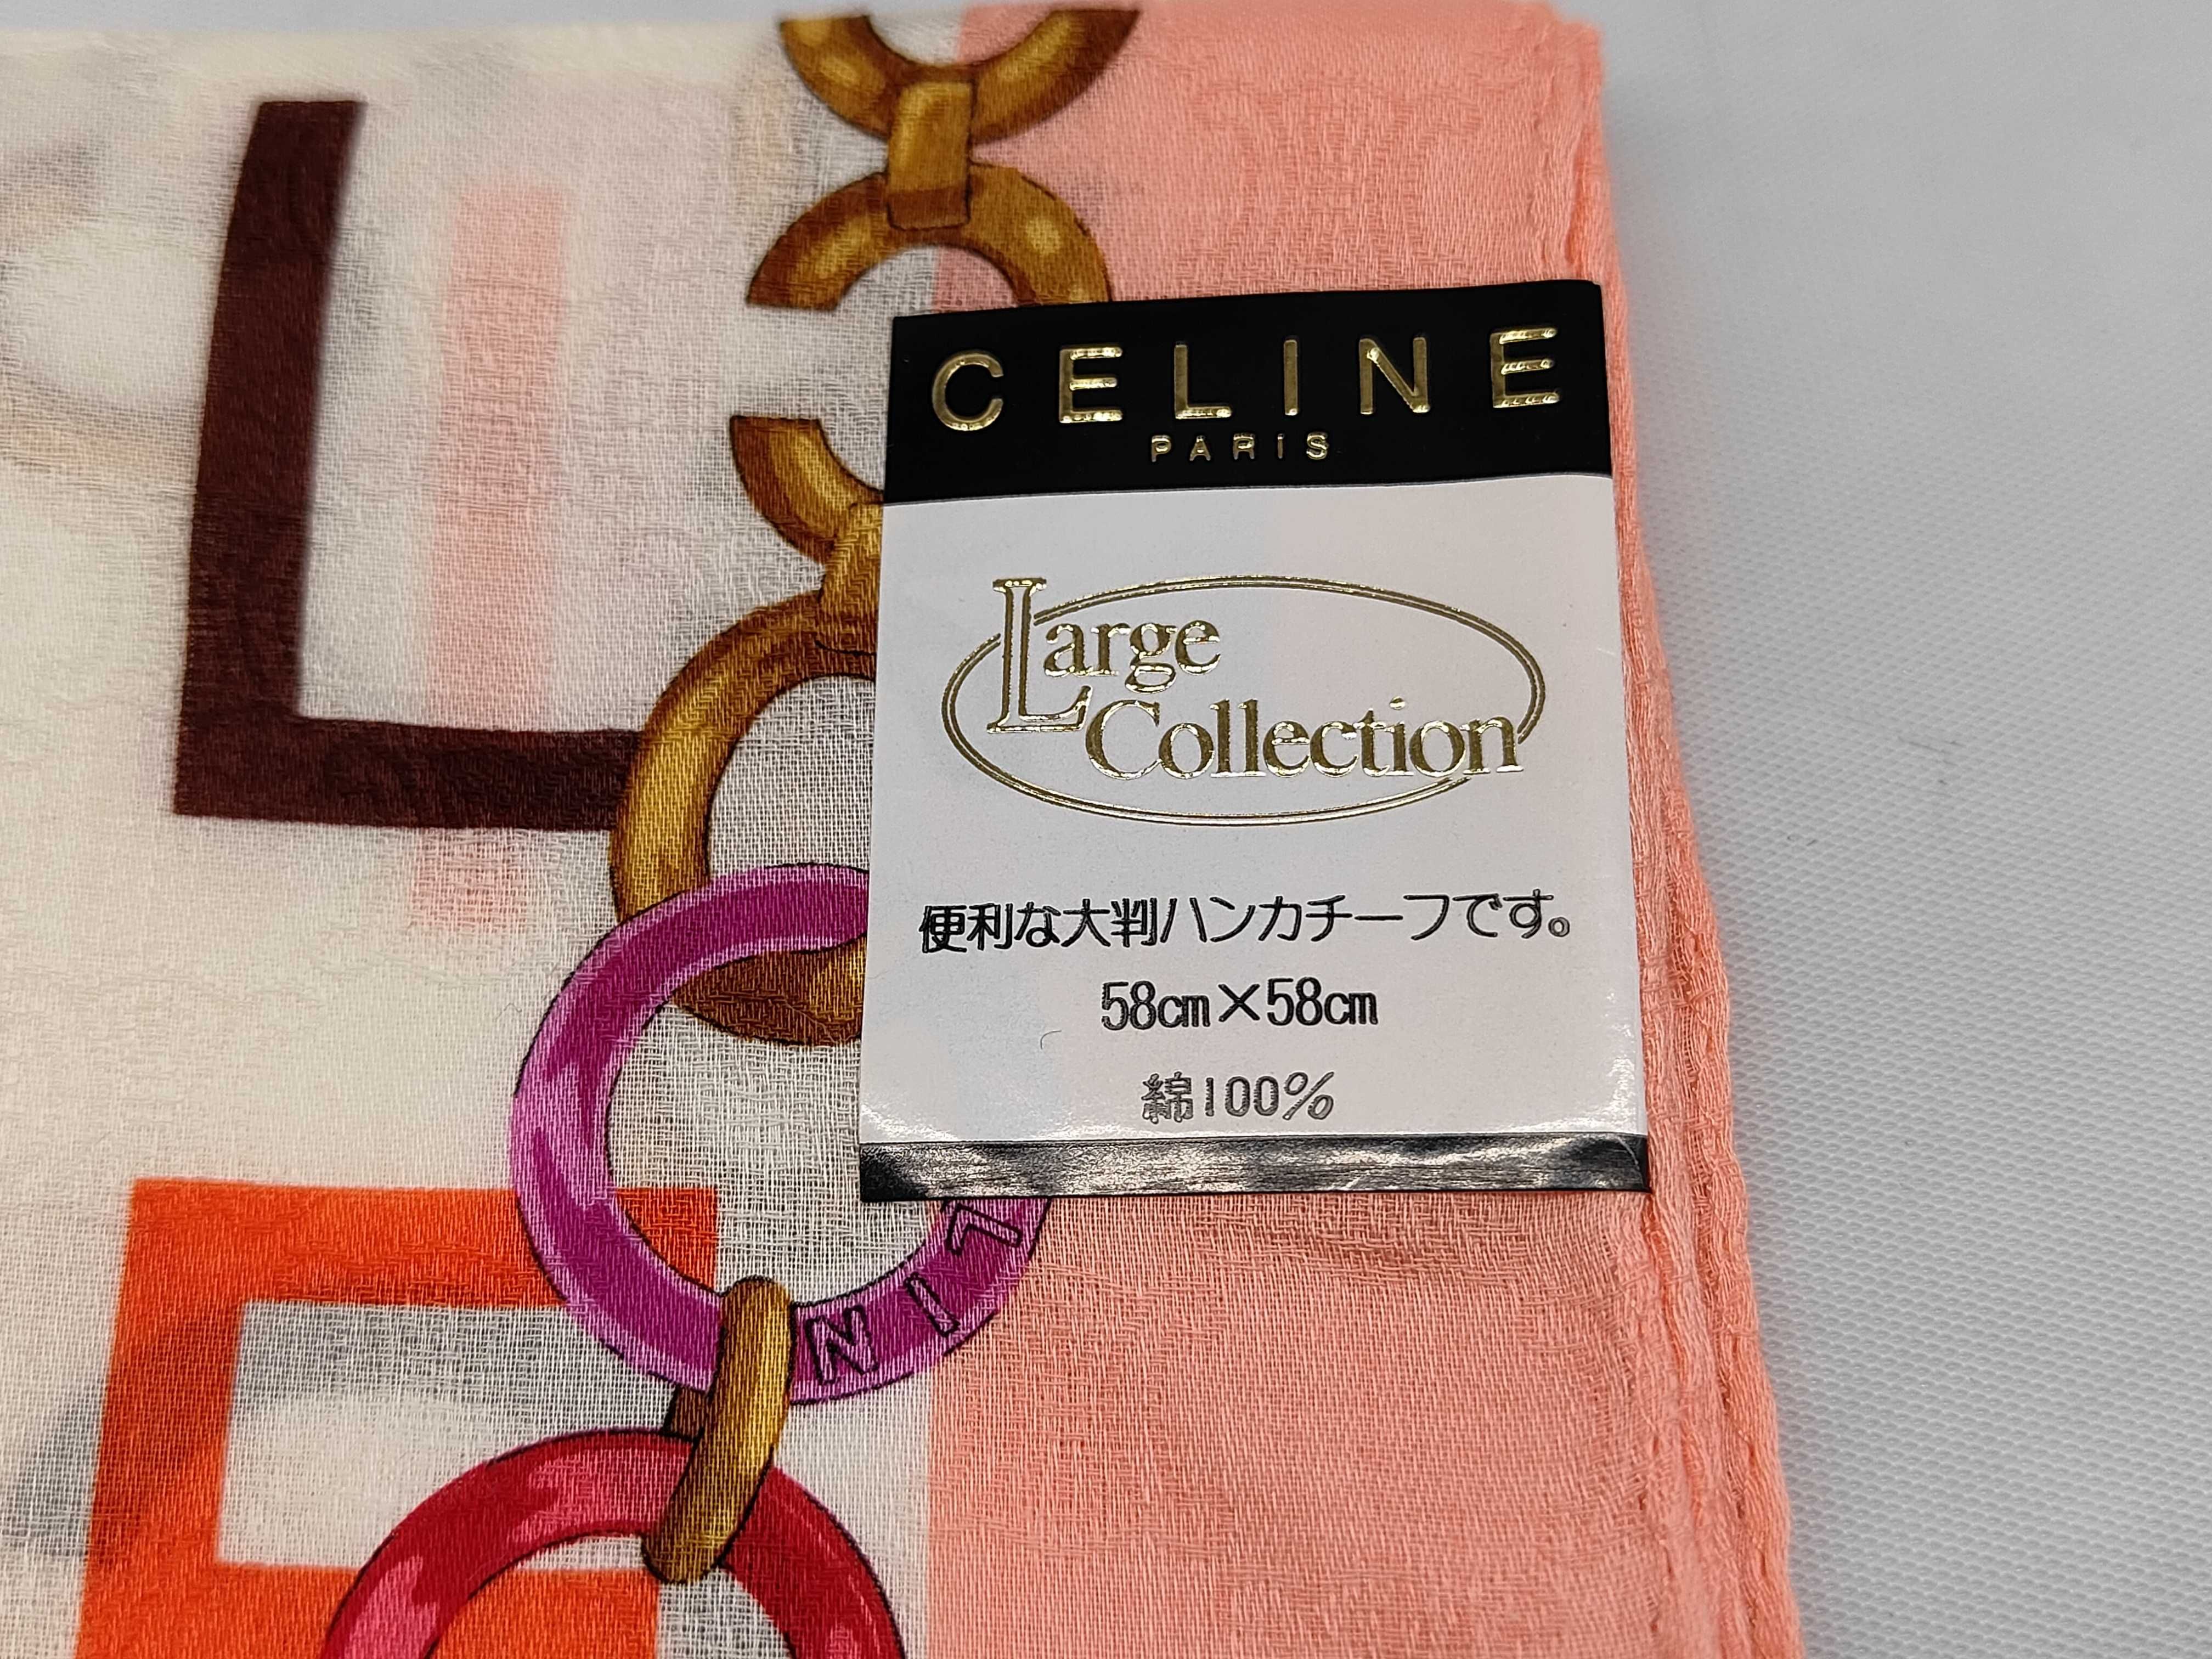 CELINE
PARIS
Large
Collection
便利な大判ハンカチーフです。
58cm×58cm
綿100%
LIN